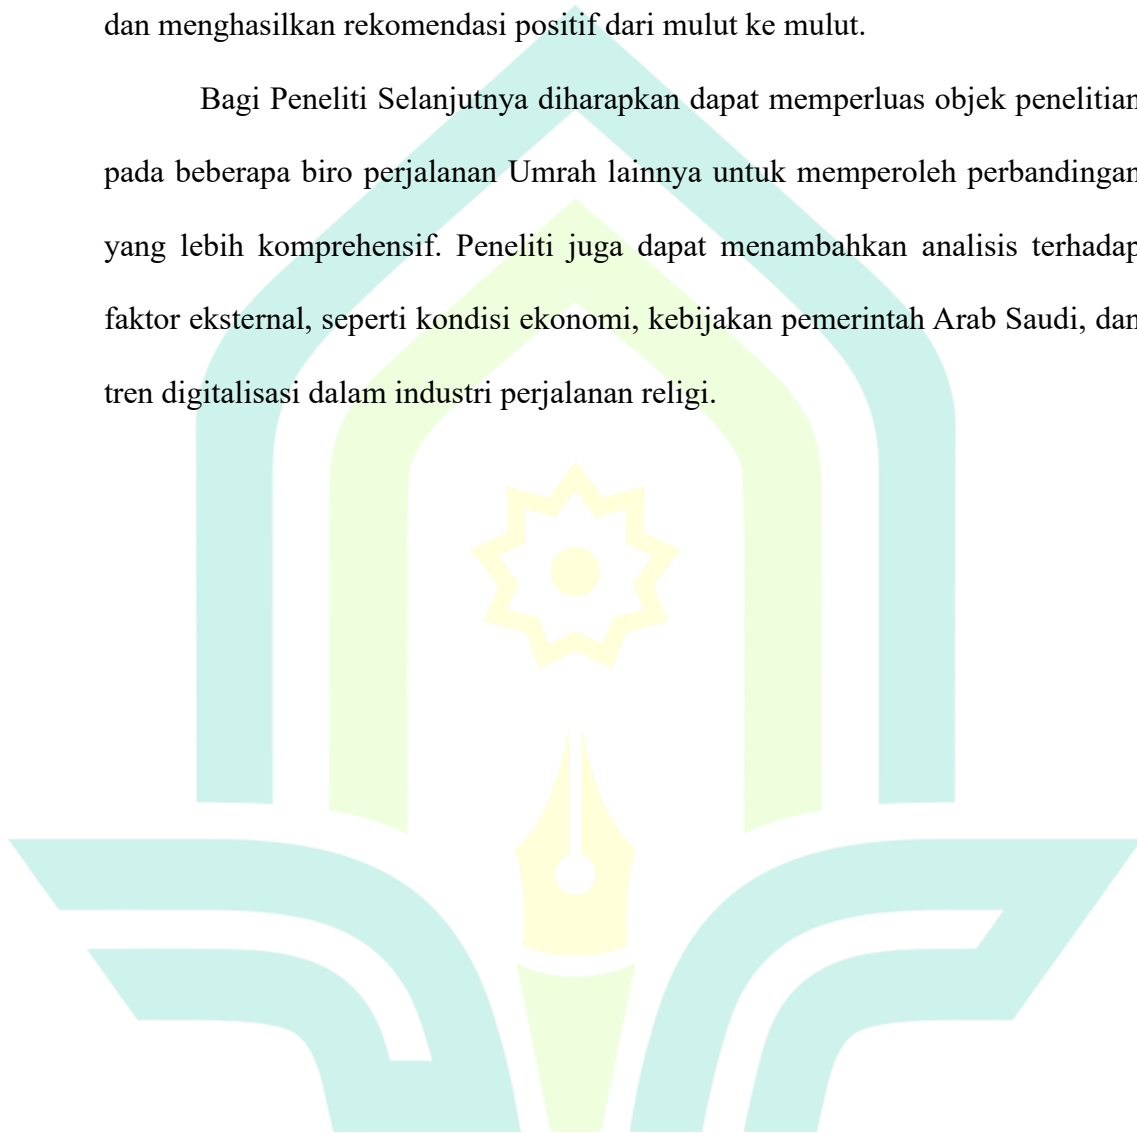 dan menghasilkan rekomendasi positif dari mulut ke mulut.
Bagi Peneliti Selanjutnya diharapkan dapat memperluas objek penelitian
pada beberapa biro perjalanan Umrah lainnya untuk memperoleh perbandingan
yang lebih komprehensif. Peneliti juga dapat menambahkan analisis terhadap
faktor eksternal, seperti kondisi ekonomi, kebijakan pemerintah Arab Saudi, dan
tren digitalisasi dalam industri perjalanan religi.